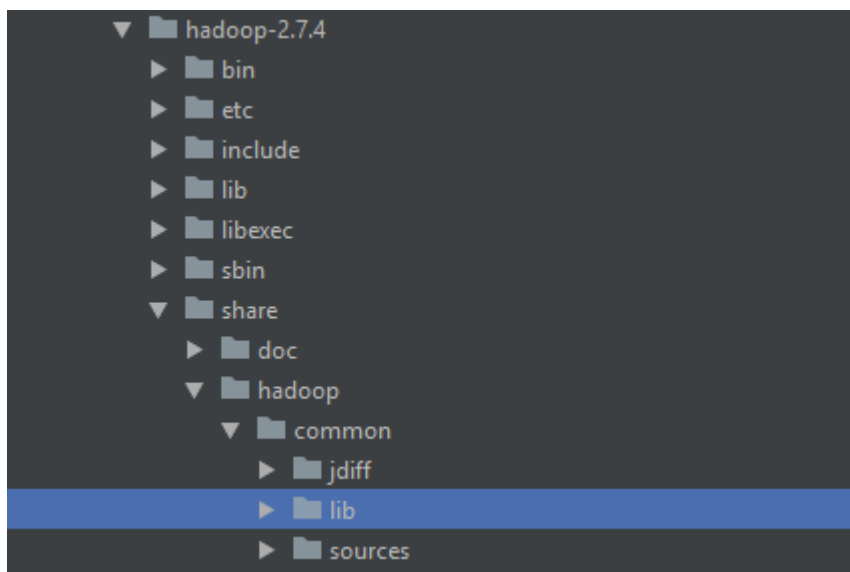 hadoop-2.7.4
bin
etc
include
lib
libexec
sbin
share
doc
hadoop
common
jdiff
lib
sources